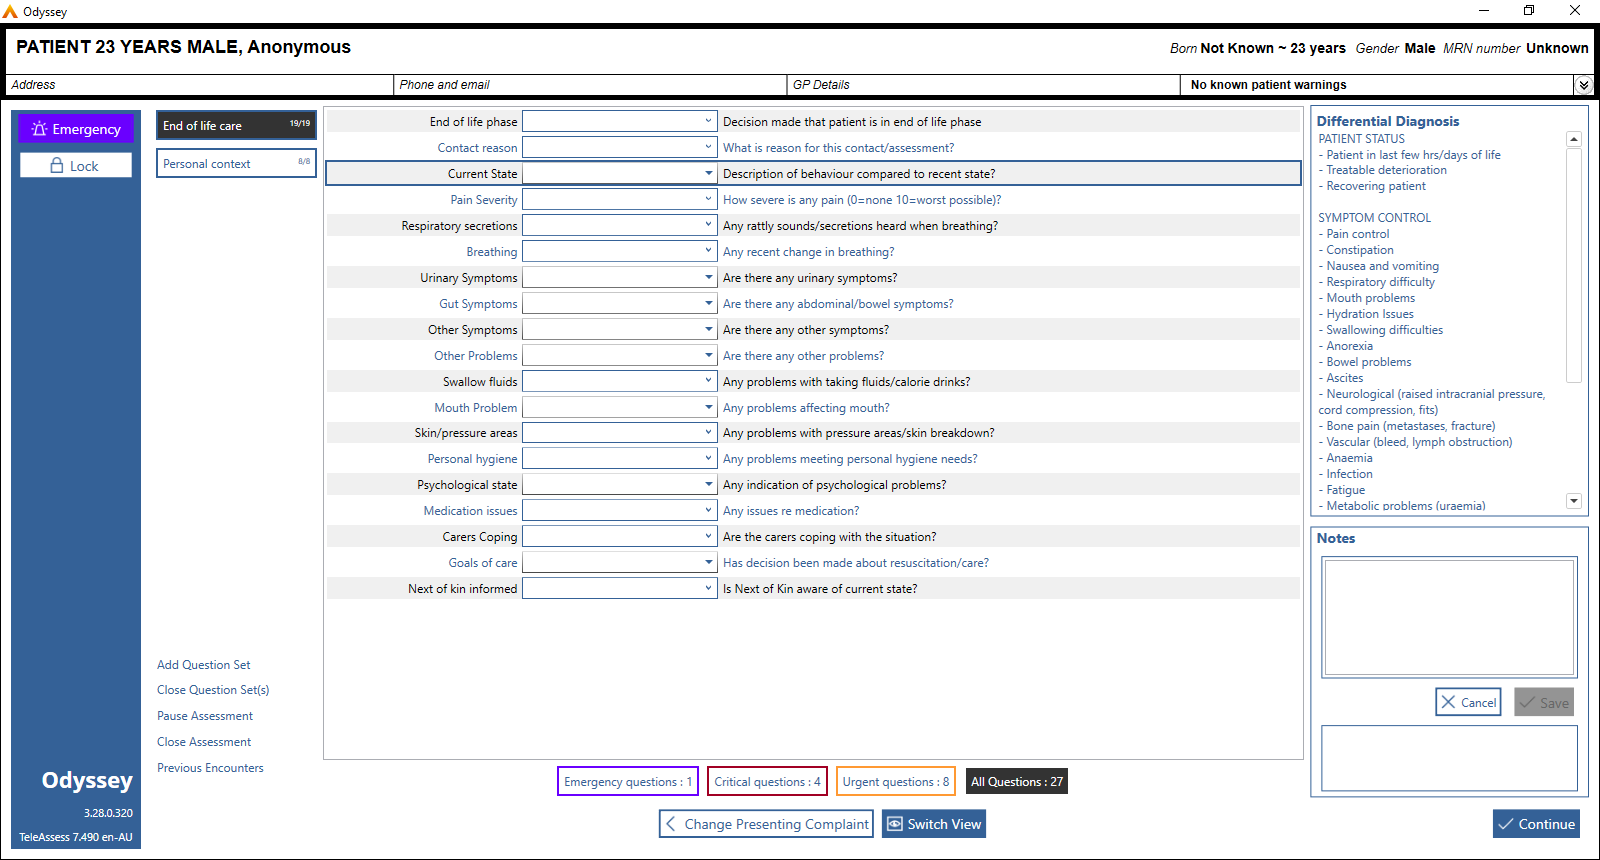 Odyssey
PATIENT 23 YEARS MALE, Anonymous
Born Not Known ~ 23 years Gender Male MRN number Unknown
Address
Phone and email
GP Details
No known patient warnings
Emergency
Lock
End of life care 19/19
Personal context 8/8
End of life phase Decision made that patient is in end of life phase
Contact reason What is reason for this contact/assessment?
Current State Description of behaviour compared to recent state?
Pain Severity How severe is any pain (0=none 10=worst possible)?
Respiratory secretions Any rattly sounds/secretions heard when breathing?
Breathing Any recent change in breathing?
Urinary Symptoms Are there any urinary symptoms?
Gut Symptoms Are there any abdominal/bowel symptoms?
Other Symptoms Are there any other symptoms?
Other Problems Are there any other problems?
Swallow fluids Any problems with taking fluids/calorie drinks?
Mouth Problem Any problems affecting mouth?
Skin/pressure areas Any problems with pressure areas/skin breakdown?
Personal hygiene Any problems meeting personal hygiene needs?
Psychological state Any indication of psychological problems?
Medication issues Any issues re medication?
Carers Coping Are the carers coping with the situation?
Goals of care Has decision been made about resuscitation/care?
Next of kin informed Is Next of Kin aware of current state?
Differential Diagnosis
PATIENT STATUS
- Patient in last few hrs/days of life
- Treatable deterioration
- Recovering patient
SYMPTOM CONTROL
- Pain control
- Constipation
- Nausea and vomiting
- Respiratory difficulty
- Mouth problems
- Hydration Issues
- Swallowing difficulties
- Anorexia
- Bowel problems
- Ascites
- Neurological (raised intracranial pressure,
cord compression, fits)
- Bone pain (metastases, fracture)
- Vascular (bleed, lymph obstruction)
- Anaemia
- Infection
- Fatigue
- Metabolic problems (uraemia)
Notes
Cancel
Save
Add Question Set
Close Question Set(s)
Pause Assessment
Close Assessment
Previous Encounters
Odyssey
3.28.0.320
TeleAssess 7.490 en-AU
Emergency questions : 1
Critical questions : 4
Urgent questions : 8
All Questions : 27
Change Presenting Complaint
Switch View
Continue